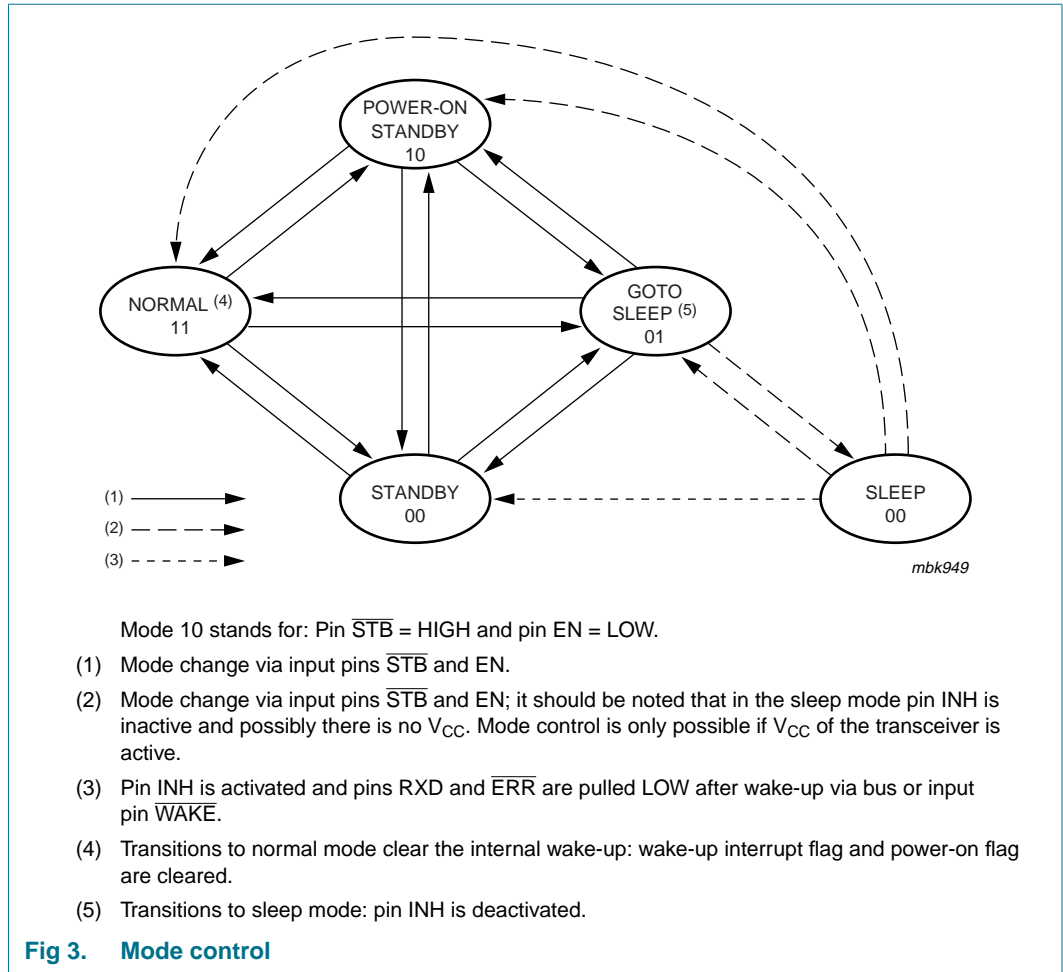 POWER-ON
STANDBY
10
NORMAL (4)
11
GOTO
SLEEP (5)
01
STANDBY
00
SLEEP
00
(1)
(2)
(3)
mbk949
Mode 10 stands for: Pin S̅T̅B̅ = HIGH and pin EN = LOW.
(1) Mode change via input pins S̅T̅B̅ and EN.
(2) Mode change via input pins S̅T̅B̅ and EN; it should be noted that in the sleep mode pin INH is
inactive and possibly there is no VCC. Mode control is only possible if VCC of the transceiver is
active.
(3) Pin INH is activated and pins RXD and E̅R̅R̅ are pulled LOW after wake-up via bus or input
pin W̅A̅K̅E̅.
(4) Transitions to normal mode clear the internal wake-up: wake-up interrupt flag and power-on flag
are cleared.
(5) Transitions to sleep mode: pin INH is deactivated.
Fig 3. Mode control